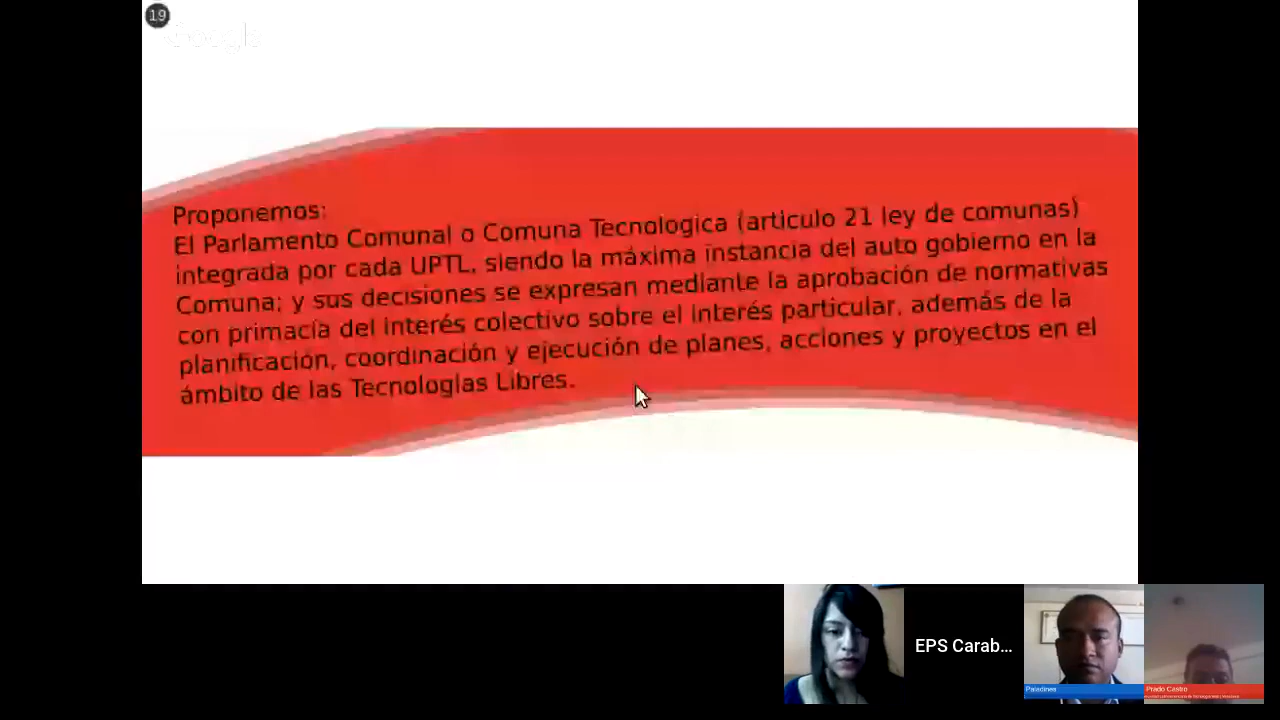 19
Google
Proponemos:
El Parlamento Comunal o Comuna Tecnologica (articulo 21 ley de comunas)
integrada por cada UPTL, siendo la máxima instancia del auto gobierno en la
Comuna; y sus decisiones se expresan mediante la aprobación de normativas
con primacía del interés colectivo sobre el interés particular, además de la
planificación, coordinación y ejecución de planes, acciones y proyectos en el
ámbito de las Tecnologías Libres.
EPS Carab...
Paladines
Prado Castro